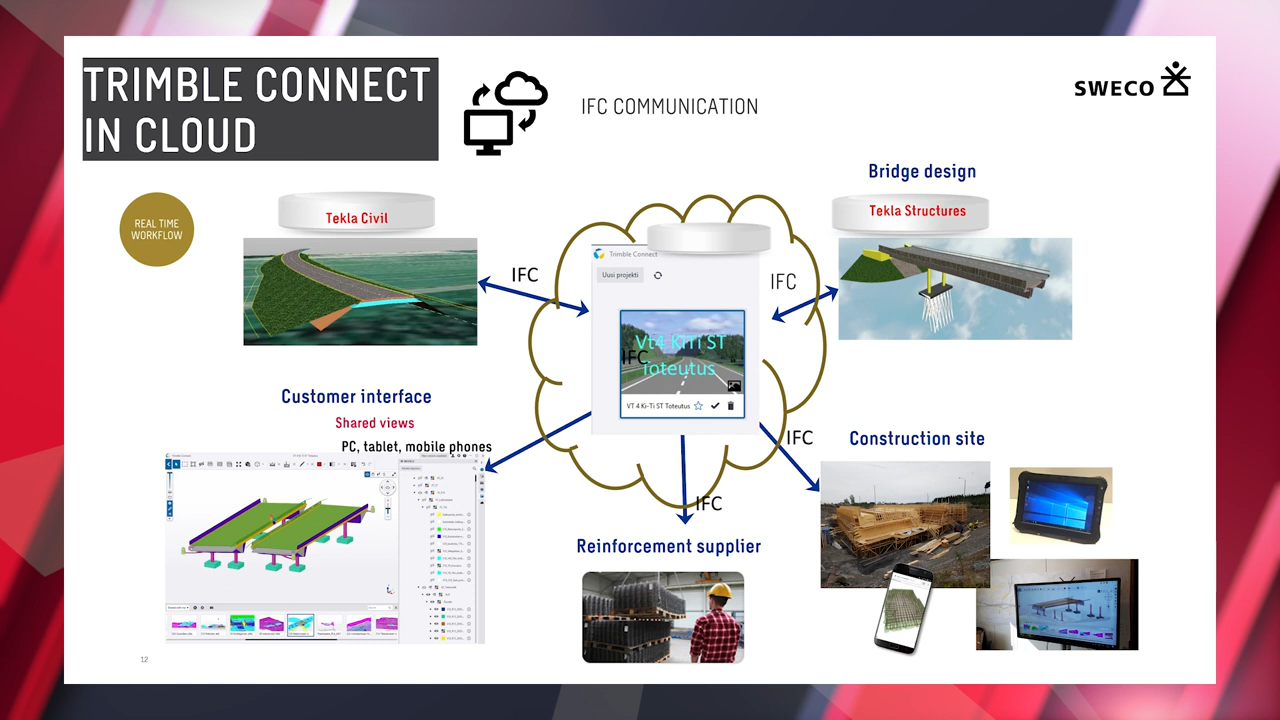 TRIMBLE CONNECT
IN CLOUD
IFC COMMUNICATION
SWECO
REAL TIME
WORKFLOW
Tekla Civil
Bridge design
Tekla Structures
IFC
IFC
Trimble Connect
Uusi projekti
Vt4 KiTi ST
Toteutus
IFC
VT 4 Ki-Ti ST Toteutus
Customer interface
Shared views
PC, tablet, mobile phones
IFC
IFC
Construction site
Reinforcement supplier
12